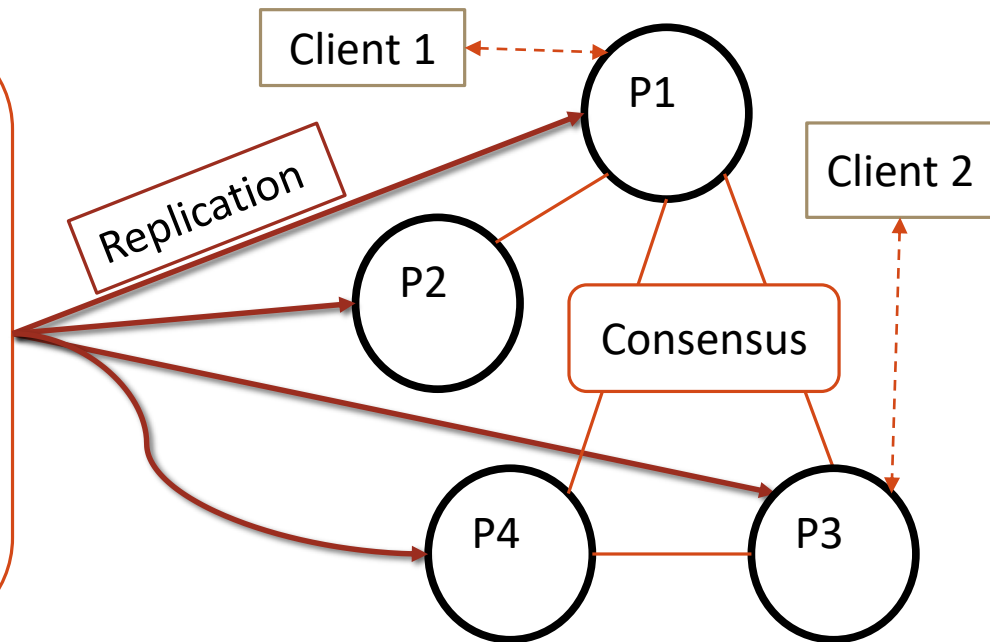 Client 1
P1
Client 2
Replication
P2
Consensus
P4
P3